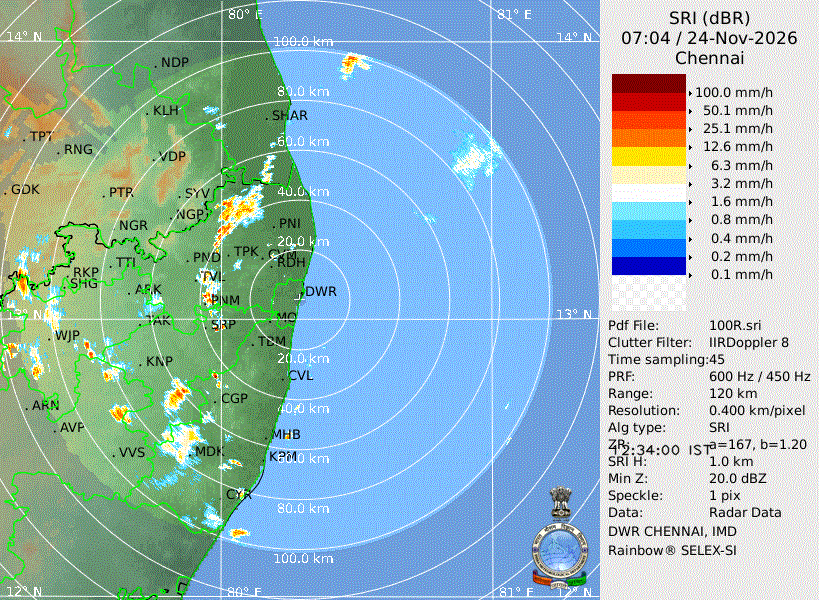 SRI (dBR)
07:04 / 24-Nov-2026
Chennai
100.0 mm/h
50.1 mm/h
25.1 mm/h
12.6 mm/h
6.3 mm/h
3.2 mm/h
1.6 mm/h
0.8 mm/h
0.4 mm/h
0.2 mm/h
0.1 mm/h
Pdf File: 100R.sri
Clutter Filter: IIRDoppler 8
Time sampling:45
PRF: 600 Hz / 450 Hz
Range: 120 km
Resolution: 0.400 km/pixel
Alg type: SRI
ZR: a=167, b=1.20
12:34:00 IST
SRI H: 1.0 km
Min Z: 20.0 dBZ
Speckle: 1 pix
Data: Radar Data
DWR CHENNAI, IMD
Rainbow® SELEX-SI
80° E
81° E
14° N
14° N
100.0 km
NDP
80.0 km
KLH
SHAR
TPT
60.0 km
RNG
VDP
GDK
PTR
SYV
40.0 km
NGP
NGR
PNI
20.0 km
TPK
PND
RDH
TTI
RKP
TVL
SHG
ARK
DWR
PNM
13° N
13° N
TAK
SRP
MO
WJP
TBM
20.0 km
KNP
CVL
CGP
ARN
40.0 km
AVP
MHB
VVS
MDK
KPM
60.0 km
CYR
80.0 km
100.0 km
12° N
80° E
81° E
12° N